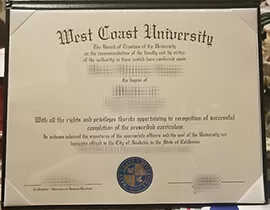 West Coast University
The Board of Trustees of the University
on the recommendation of the faculty and by virtue
of the authority in them vested have conferred upon
the degree of
With all the rights and privileges thereto appertaining in recognition of successful
completion of the prescribed curriculum
In witness whereof the signatures of the appropriate officers and the seal of the University are
hereunto affixed in the City of Anaheim in the State of California